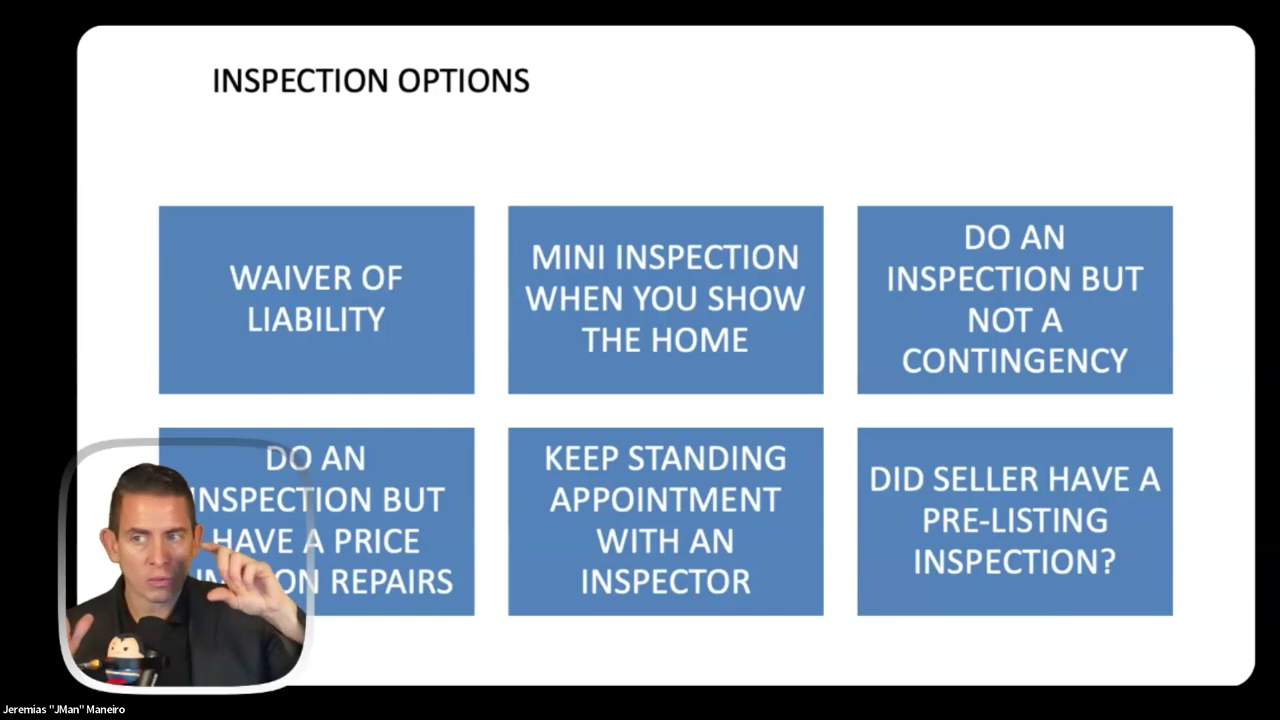 INSPECTION OPTIONS
WAIVER OF
LIABILITY
MINI INSPECTION
WHEN YOU SHOW
THE HOME
DO AN
INSPECTION BUT
NOT A
CONTINGENCY
DO AN
INSPECTION BUT
HAVE A PRICE
ON REPAIRS
KEEP STANDING
APPOINTMENT
WITH AN
INSPECTOR
DID SELLER HAVE A
PRE-LISTING
INSPECTION?
Jeremias "JMan" Maneiro